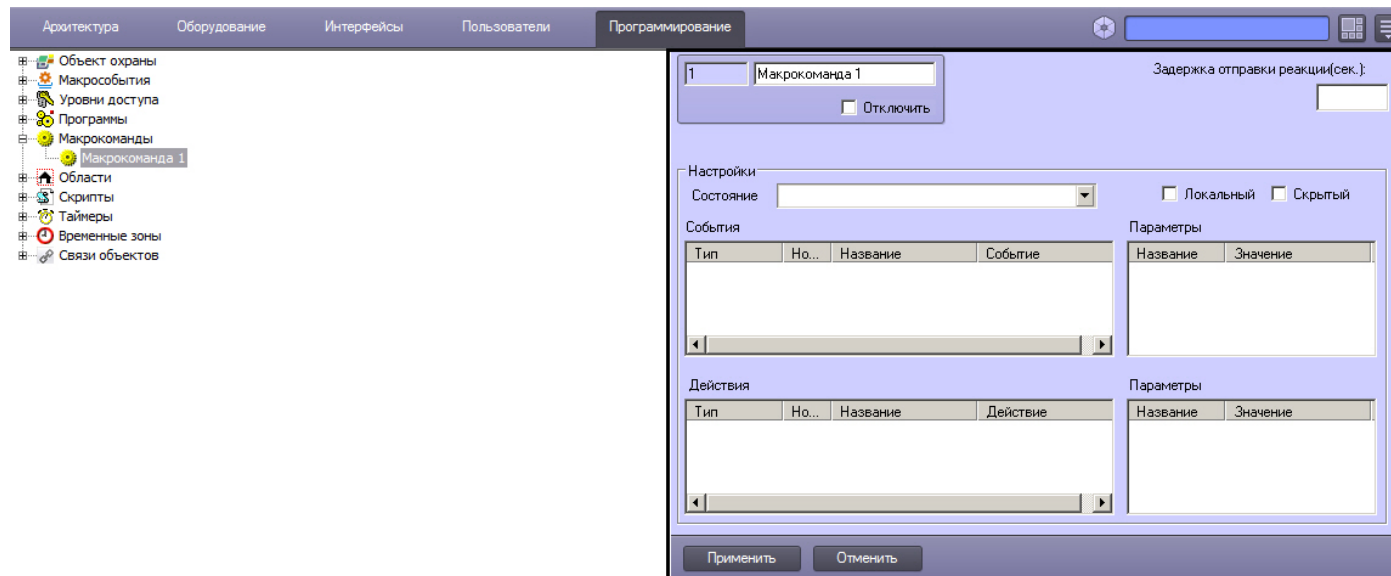 Архитектура Оборудование Интерфейсы Пользователи Программирование
Объект охраны
Макрособытия
Уровни доступа
Программы
Макрокоманды
Макрокоманда 1
Области
Скрипты
Таймеры
Временные зоны
Связи объектов
1 Макрокоманда 1 Задержка отправки реакции(сек.):
Отключить
Настройки
Состояние Локальный Скрытый
События Параметры
Тип Но... Название Событие Название Значение
Действия Параметры
Тип Но... Название Действие Название Значение
Применить Отменить